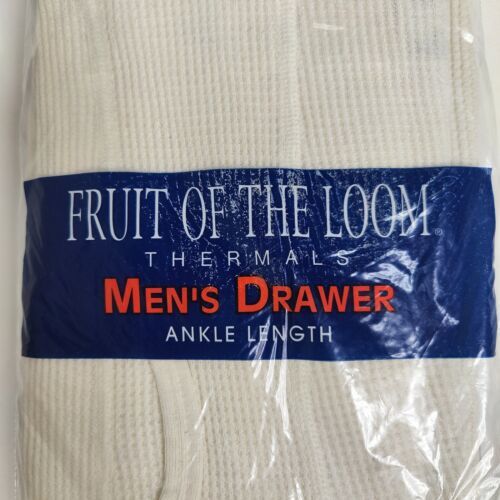 FRUIT OF THE LOOM®
THERMALS
MEN'S DRAWER
ANKLE LENGTH